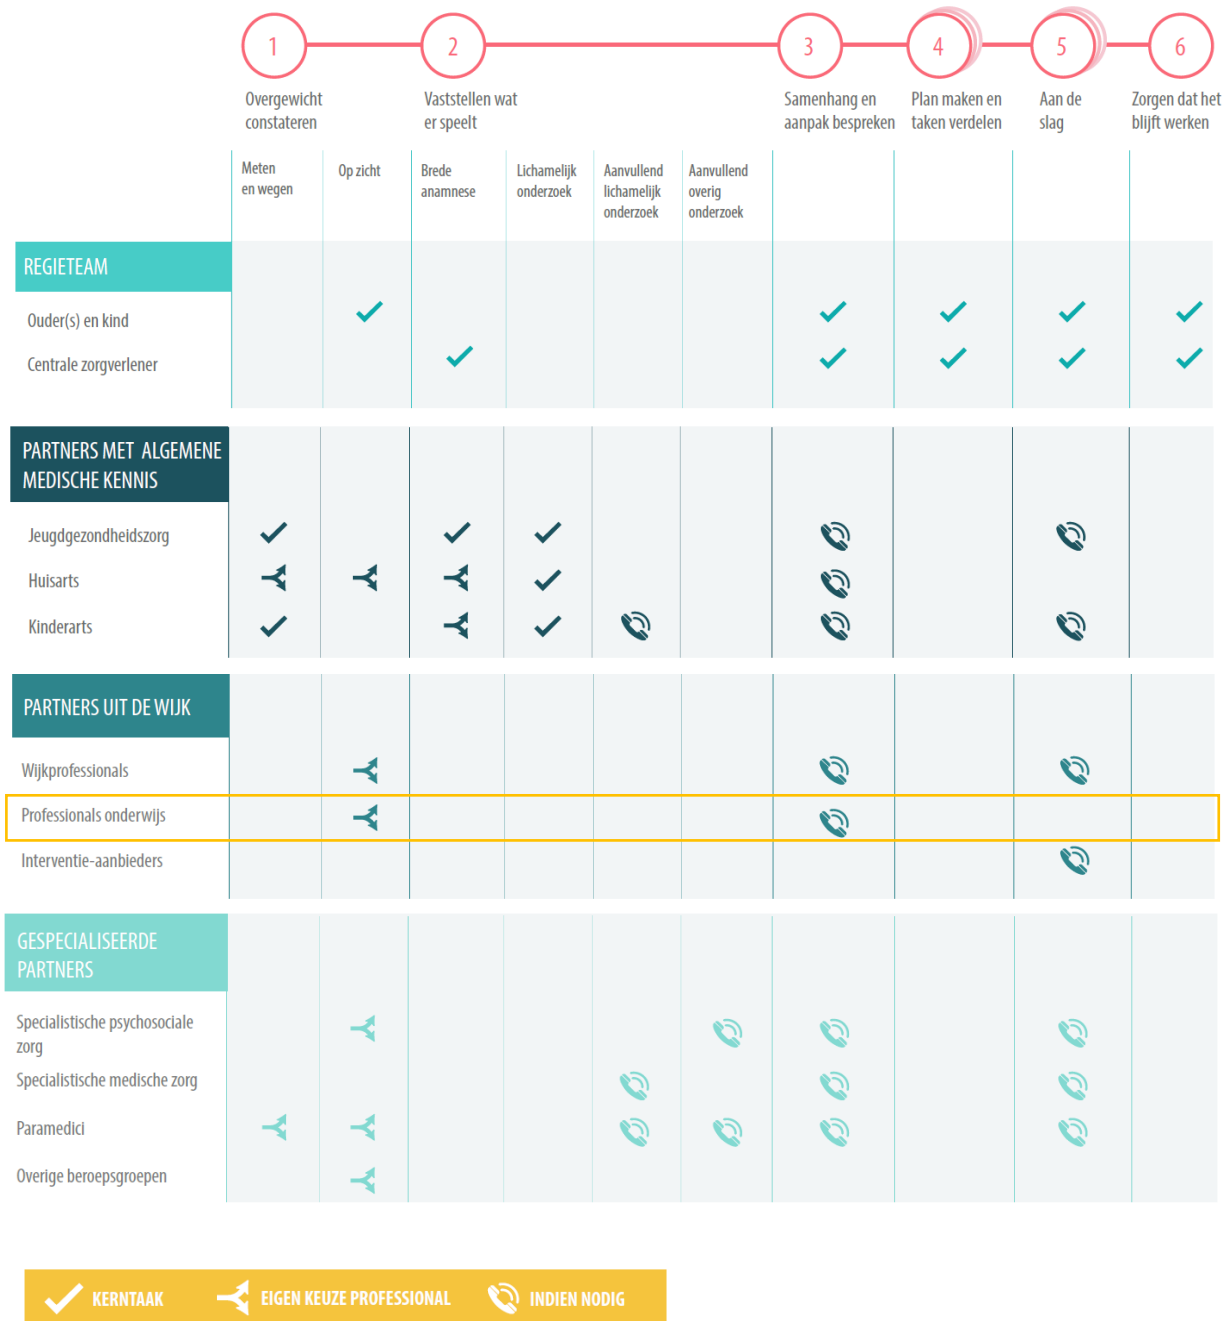 1
2
3
4
5
6
Overgewicht
constateren
Vaststellen wat
er speelt
Samenhang en
aanpak bespreken
Plan maken en
taken verdelen
Aan de
slag
Zorgen dat het
blijft werken
Meten
en wegen
Op zicht
Brede
anamnese
Lichamelijk
onderzoek
Aanvullend
lichamelijk
onderzoek
Aanvullend
overig
onderzoek
REGIETEAM
Ouder(s) en kind
Centrale zorgverlener
PARTNERS MET ALGEMENE
MEDISCHE KENNIS
Jeugdgezondheidszorg
Huisarts
Kinderarts
PARTNERS UIT DE WIJK
Wijkprofessionals
Professionals onderwijs
Interventie-aanbieders
GESPECIALISEERDE
PARTNERS
Specialistische psychosociale
zorg
Specialistische medische zorg
Paramedici
Overige beroepsgroepen
KERNTAAK
EIGEN KEUZE PROFESSIONAL
INDIEN NODIG